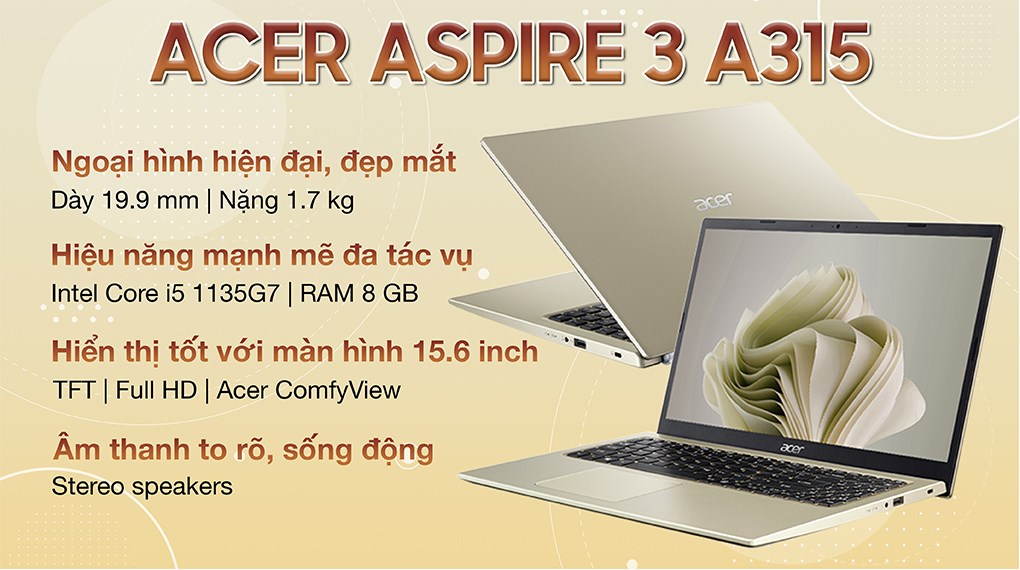 ACER ASPIRE 3 A315
Ngoại hình hiện đại, đẹp mắt
Dày 19.9 mm | Nặng 1.7 kg
Hiệu năng mạnh mẽ đa tác vụ
Intel Core i5 1135G7 | RAM 8 GB
Hiển thị tốt với màn hình 15.6 inch
TFT | Full HD | Acer ComfyView
Âm thanh to rõ, sống động
Stereo speakers
acer
acer